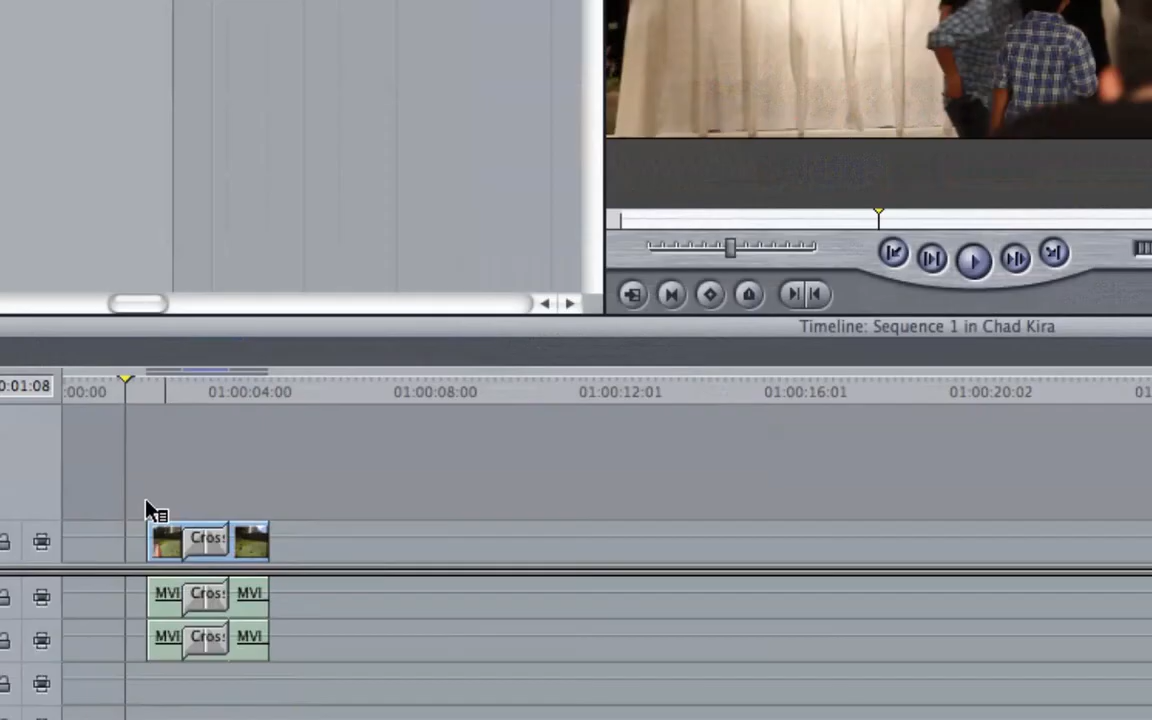 Timeline: Sequence 1 in Chad Kira
0:01:08
:00:00
01:00:04:00
01:00:08:00
01:00:12:01
01:00:16:01
01:00:20:02
01
Cros
MVI Cros MVI
MVI Cros MVI